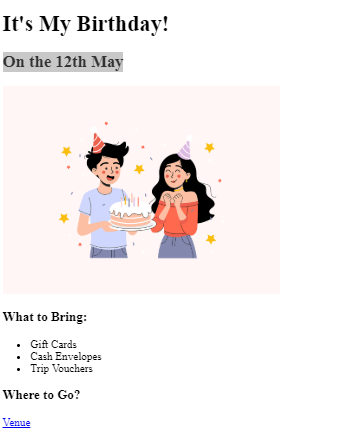 It's My Birthday!
On the 12th May
What to Bring:
Gift Cards
Cash Envelopes
Trip Vouchers
Where to Go?
Venue